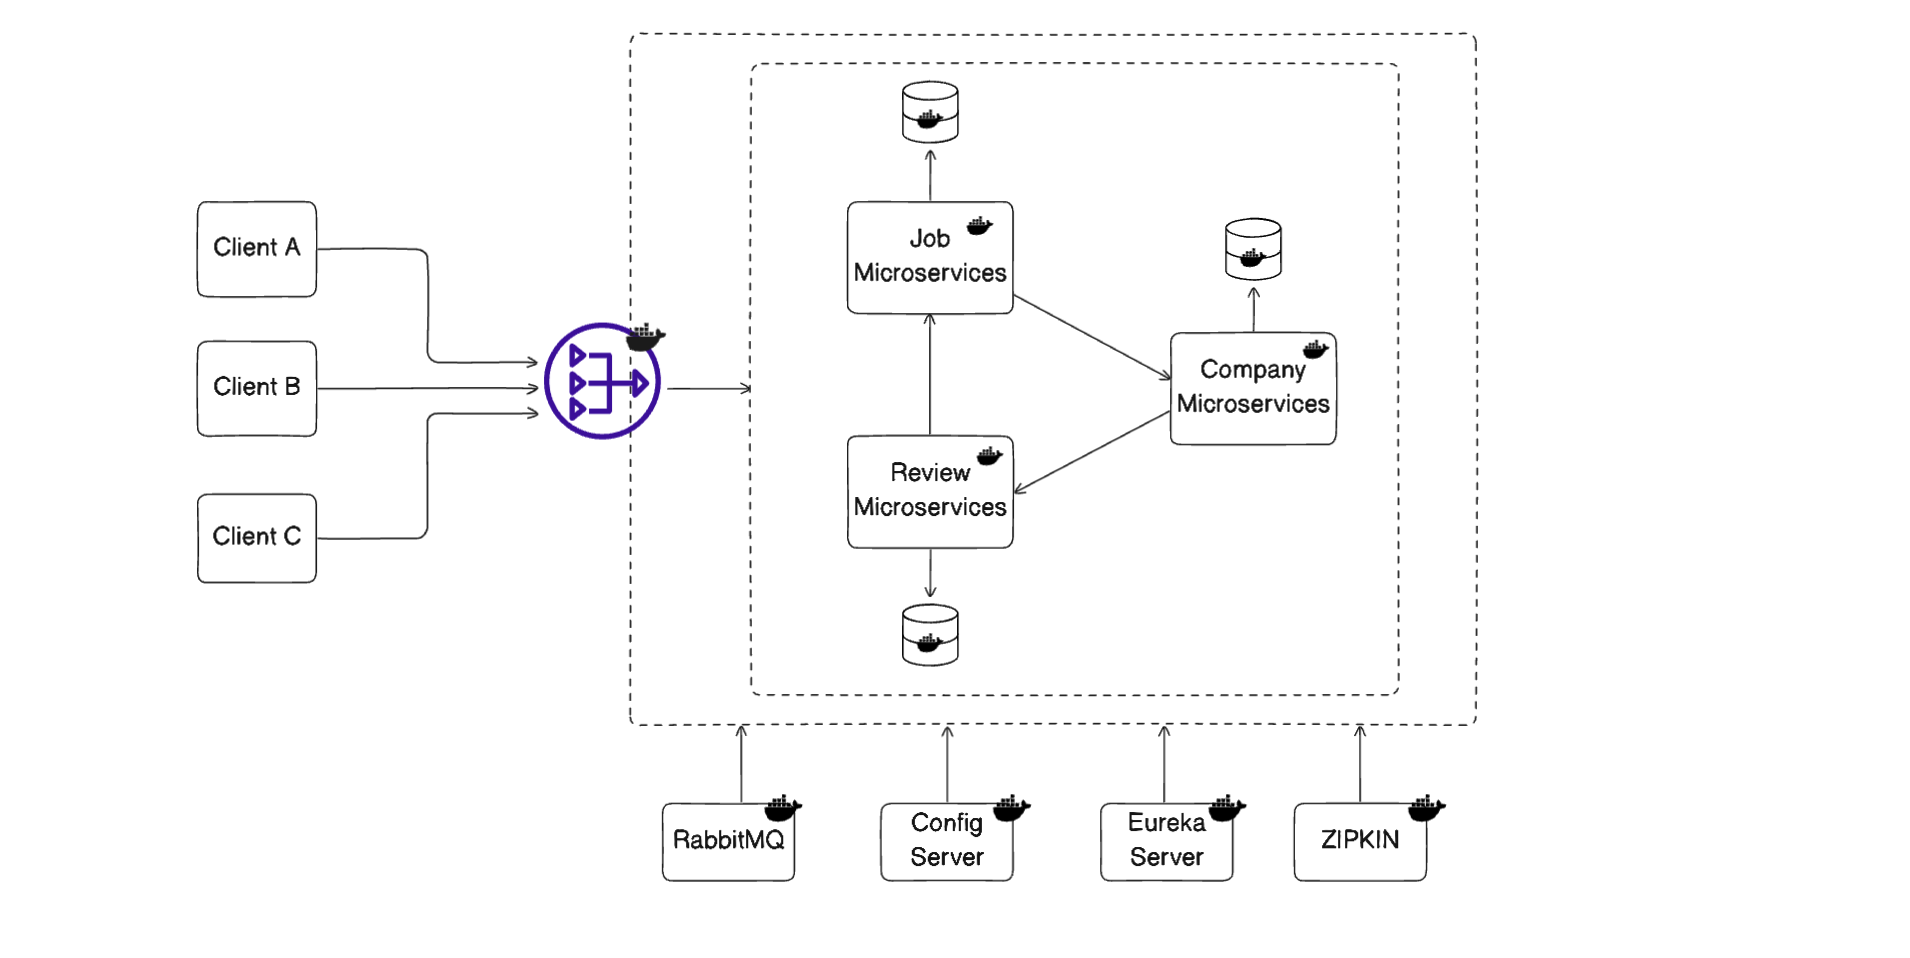 Client A
Client B
Client C
Job
Microservices
Company
Microservices
Review
Microservices
RabbitMQ
Config
Server
Eureka
Server
ZIPKIN